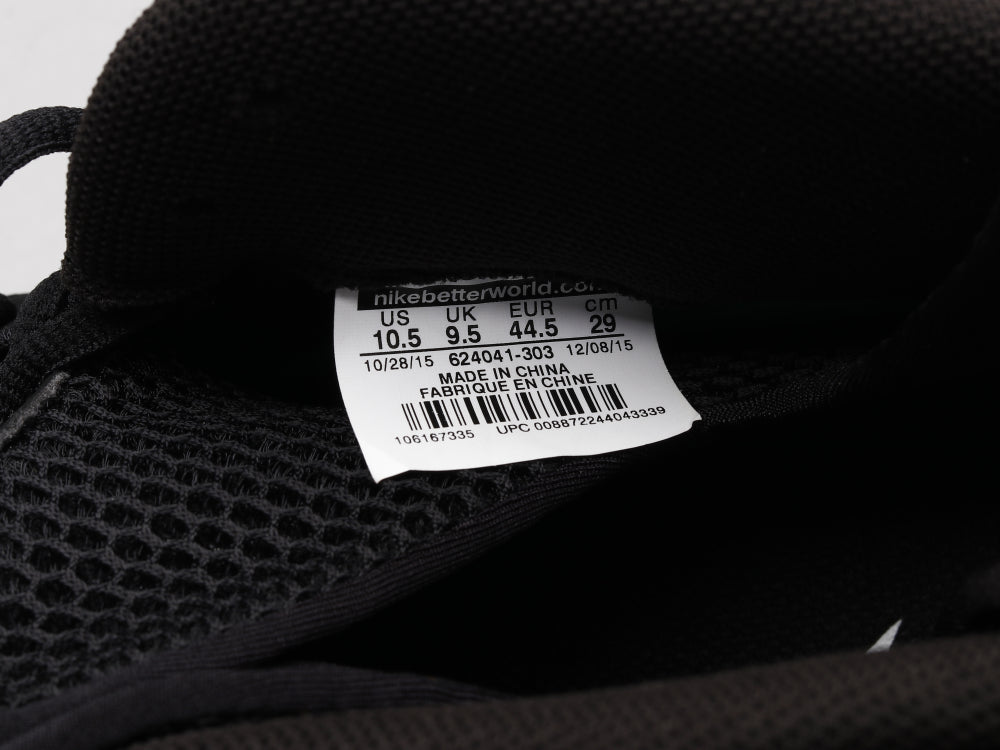 nikebetterworld.co
US UK EUR cm
10.5 9.5 44.5 29
10/28/15 624041-303 12/08/15
MADE IN CHINA
FABRIQUE EN CHINE
106167335 UPC 008872244043339